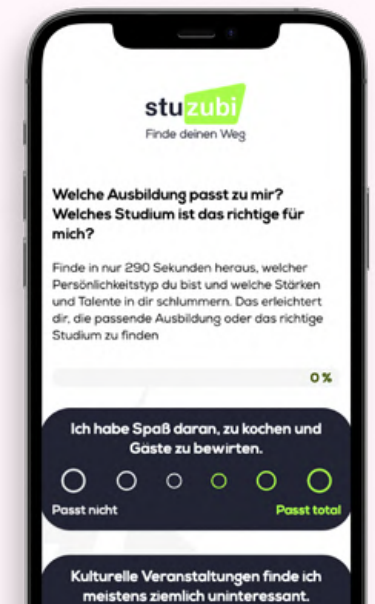 stuzubi
Finde deinen Weg
Welche Ausbildung passt zu mir?
Welches Studium ist das richtige für
mich?
Finde in nur 290 Sekunden heraus, welcher
Persönlichkeitstyp du bist und welche Stärken
und Talente in dir schlummern. Das erleichtert
dir, die passende Ausbildung oder das richtige
Studium zu finden
0 %
Ich habe Spaß daran, zu kochen und
Gäste zu bewirten.
Passt nicht Passt total
Kulturelle Veranstaltungen finde ich
meistens ziemlich uninteressant.